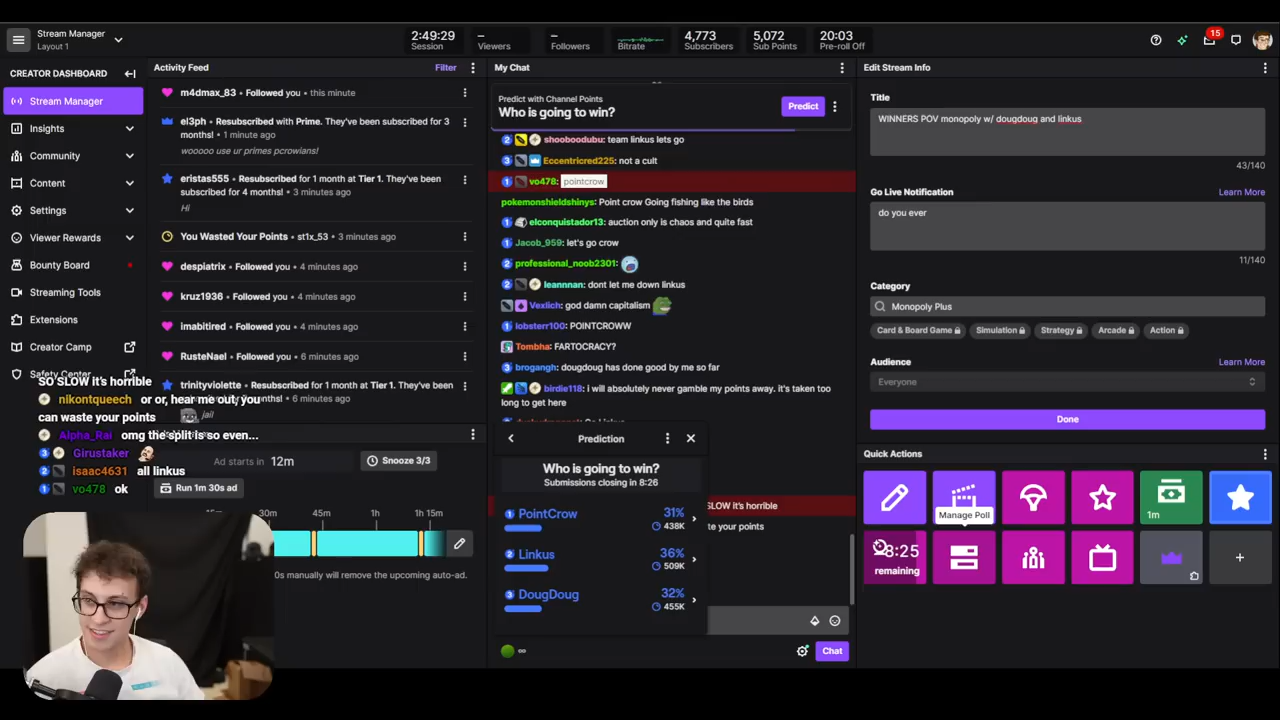 Stream Manager
Layout 1
2:49:29
Session
–
Viewers
–
Followers
Bitrate
4,773
Subscribers
5,072
Sub Points
20:03
Pre-roll Off
15
CREATOR DASHBOARD
Stream Manager
Insights
Community
Content
Settings
Viewer Rewards
Bounty Board
Streaming Tools
Extensions
Creator Camp
Safety Center
SO SLOW it's horrible
nikontqueech or or, hear me out, you
can waste your points
Alpha_Rai omg the split is so even...
Girustaker
isaac4631 all linkus
vo478 ok
Activity Feed
Filter
m4dmax_83 • Followed you • this minute
el3ph • Resubscribed with Prime. They've been subscribed for 3
months! • 1 minute ago
wooooo use ur primes pcrowians!
eristas555 • Resubscribed for 1 month at Tier 1. They've been
subscribed for 4 months! • 3 minutes ago
Hi
You Wasted Your Points • st1x_53 • 3 minutes ago
despiatrix • Followed you • 4 minutes ago
kruz1936 • Followed you • 4 minutes ago
imabitired • Followed you • 4 minutes ago
RusteNael • Followed you • 6 minutes ago
trinityviolette • Resubscribed for 1 month at Tier 1. They've been
months! • 6 minutes ago
jail!
Ad starts in 12m
Snooze 3/3
Run 1m 30s ad
30m
45m
1h
1h 15m
0s manually will remove the upcoming auto-ad.
My Chat
Predict with Channel Points
Who is going to win?
Predict
shooboodubu: team linkus lets go
Eccentricred225: not a cult
vo478: pointcrow
pokemonshieldshinys: Point crow Going fishing like the birds
elconquistador13: auction only is chaos and quite fast
Jacob_959: let's go crow
professional_noob2301:
leannnan: dont let me down linkus
Vexlich: god damn capitalism
lobsterr100: POINTCROWW
Tombha: FARTOCRACY?
brogangh: dougdoug has done good by me so far
birdie118: i will absolutely never gamble my points away. it's taken too
long to get here
SLOW it's horrible
te your points
Prediction
Who is going to win?
Submissions closing in 8:26
1 PointCrow 31%
438K
2 Linkus 36%
509K
3 DougDoug 32%
455K
∞
Chat
Edit Stream Info
Title
WINNERS POV monopoly w/ dougdoug and linkus
43/140
Go Live Notification
Learn More
do you ever
11/140
Category
Monopoly Plus
Card & Board Game
Simulation
Strategy
Arcade
Action
Audience
Learn More
Everyone
Done
Quick Actions
Manage Poll
1m
8:25
remaining